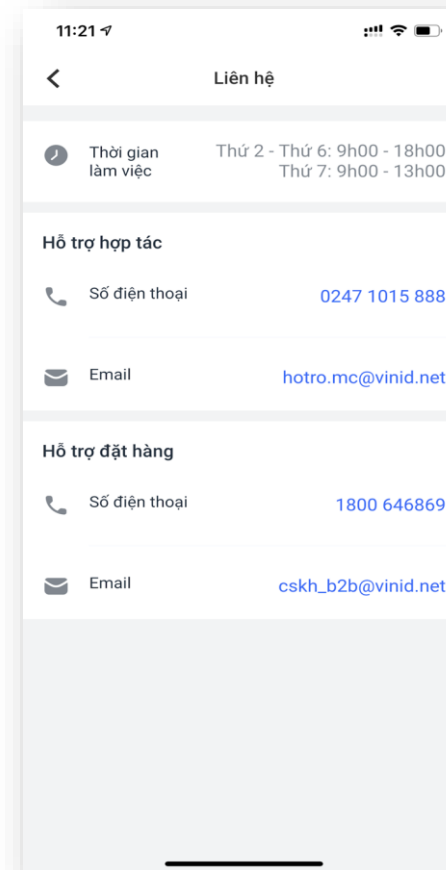 11:21
Liên hệ
Thời gian Thứ 2 - Thứ 6: 9h00 - 18h00
làm việc Thứ 7: 9h00 - 13h00
Hỗ trợ hợp tác
Số điện thoại 0247 1015 888
Email hotro.mc@vinid.net
Hỗ trợ đặt hàng
Số điện thoại 1800 646869
Email cskh_b2b@vinid.net